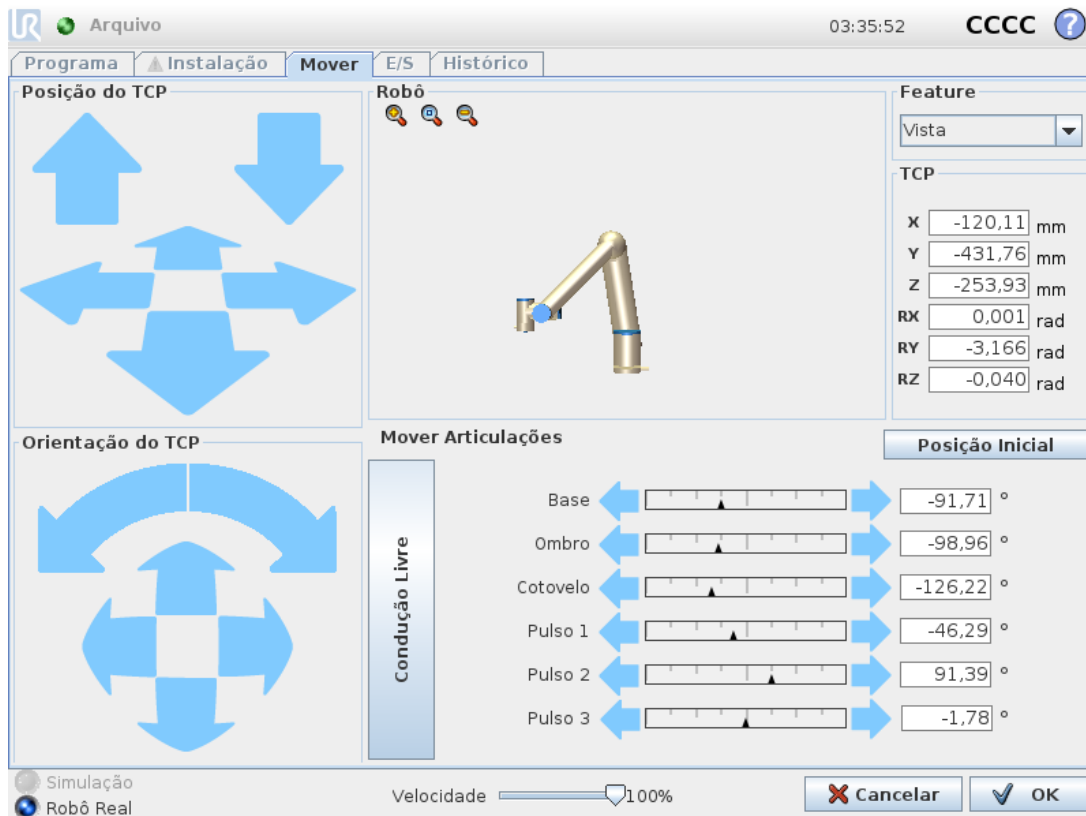 UR Arquivo 03:35:52 CCCC ?
Programa Instalação Mover E/S Histórico
Posição do TCP
Robô
Feature
Vista
TCP
X -120,11 mm
Y -431,76 mm
Z -253,93 mm
RX 0,001 rad
RY -3,166 rad
RZ -0,040 rad
Orientação do TCP
Mover Articulações
Posição Inicial
Condução Livre
Base -91,71 °
Ombro -98,96 °
Cotovelo -126,22 °
Pulso 1 -46,29 °
Pulso 2 91,39 °
Pulso 3 -1,78 °
Simulação
Robô Real
Velocidade 100%
Cancelar
OK